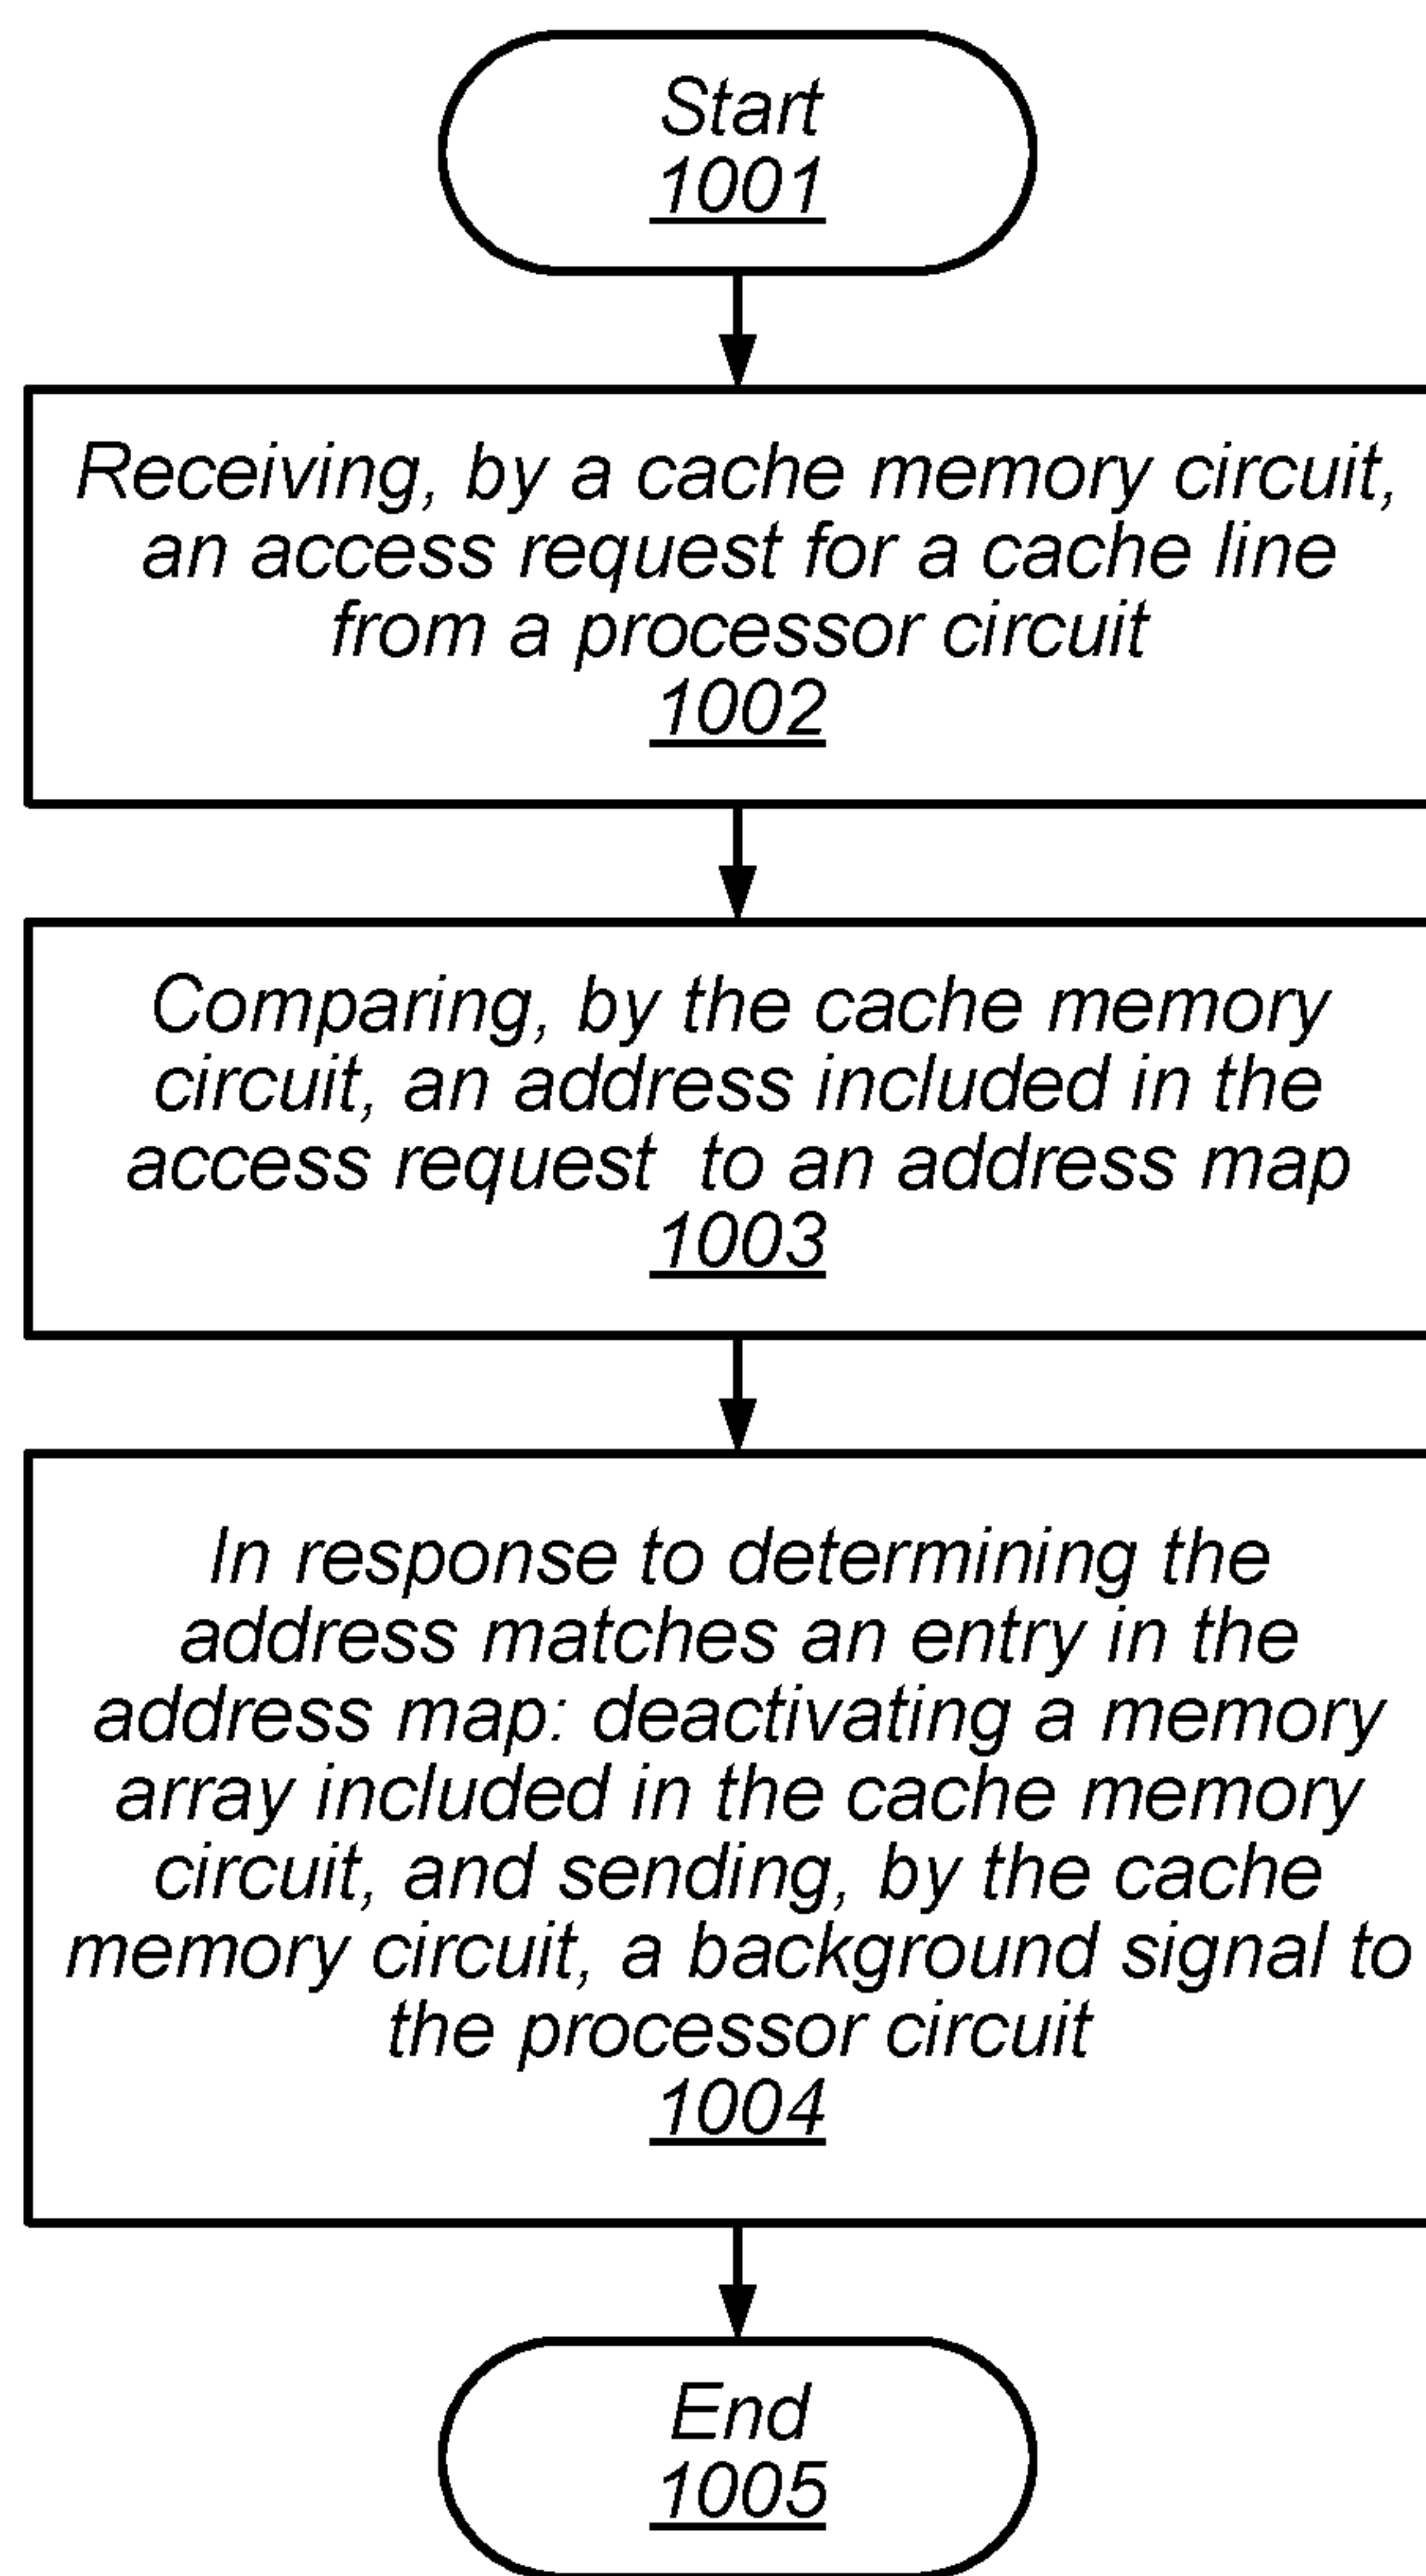 Start
1001
Receiving, by a cache memory circuit,
an access request for a cache line
from a processor circuit
1002
Comparing, by the cache memory
circuit, an address included in the
access request to an address map
1003
In response to determining the
address matches an entry in the
address map: deactivating a memory
array included in the cache memory
circuit, and sending, by the cache
memory circuit, a background signal to
the processor circuit
1004
End
1005